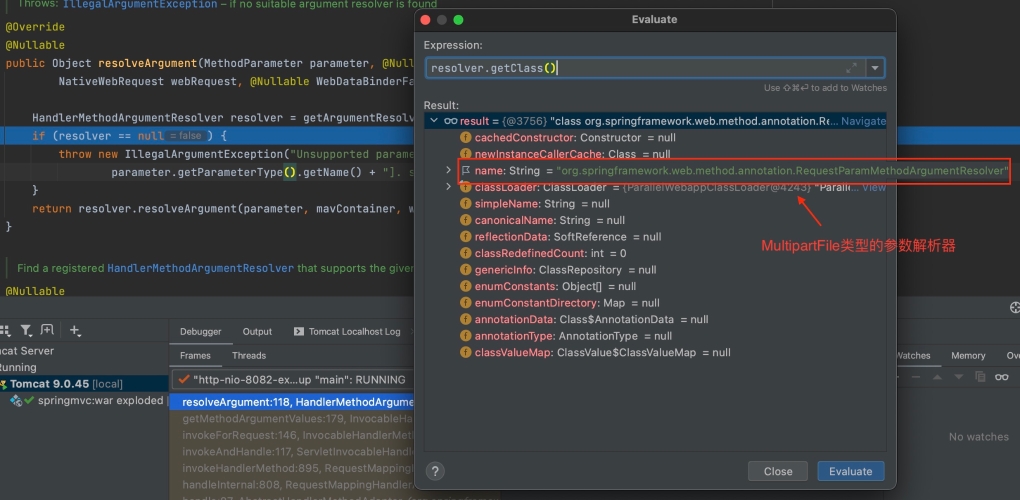 Throws: IllegalArgumentException – if no suitable argument resolver is found
@Override
@Nullable
public Object resolveArgument(MethodParameter parameter, @Nu
NativeWebRequest webRequest, @Nullable WebDataBinderFa
HandlerMethodArgumentResolver resolver = getArgumentResolv
if (resolver == null = false ) {
throw new IllegalArgumentException("Unsupported parame
parameter.getParameterType().getName() + "]. s
}
return resolver.resolveArgument(parameter, mavContainer, w
}
Find a registered HandlerMethodArgumentResolver that supports the given
@Nullable
Evaluate
Expression:
resolver.getClass()
Use ⇧⌘⏎ to add to Watches
Result:
result = {@3756} "class org.springframework.web.method.annotation.Re... Navigate
cachedConstructor: Constructor = null
newInstanceCallerCache: Class = null
name: String = "org.springframework.web.method.annotation.RequestParamMethodArgumentResolver"
classLoader: ClassLoader = {ParallelWebappClassLoader@4243} "Paralle... View
simpleName: String = null
canonicalName: String = null
reflectionData: SoftReference = null
classRedefinedCount: int = 0
genericInfo: ClassRepository = null
enumConstants: Object[] = null
enumConstantDirectory: Map = null
annotationData: Class$AnnotationData = null
annotationType: AnnotationType = null
classValueMap: ClassValue$ClassValueMap = null
MultipartFile类型的参数解析器
? Close Evaluate
mcat Server
Running
Tomcat 9.0.45 [local]
springmvc:war exploded
Debugger Output Tomcat Localhost Log
Frames Threads
"http-nio-8082-ex...up "main": RUNNING
resolveArgument:118, HandlerMethodArgume
getMethodArgumentValues:179, InvocableHa
invokeForRequest:146, InvocableHandlerMet
invokeAndHandle:117, ServletInvocableHandl
invokeHandlerMethod:895, RequestMappingH
handleInternal:808, RequestMappingHandler
Watches Memory Ove
No watches